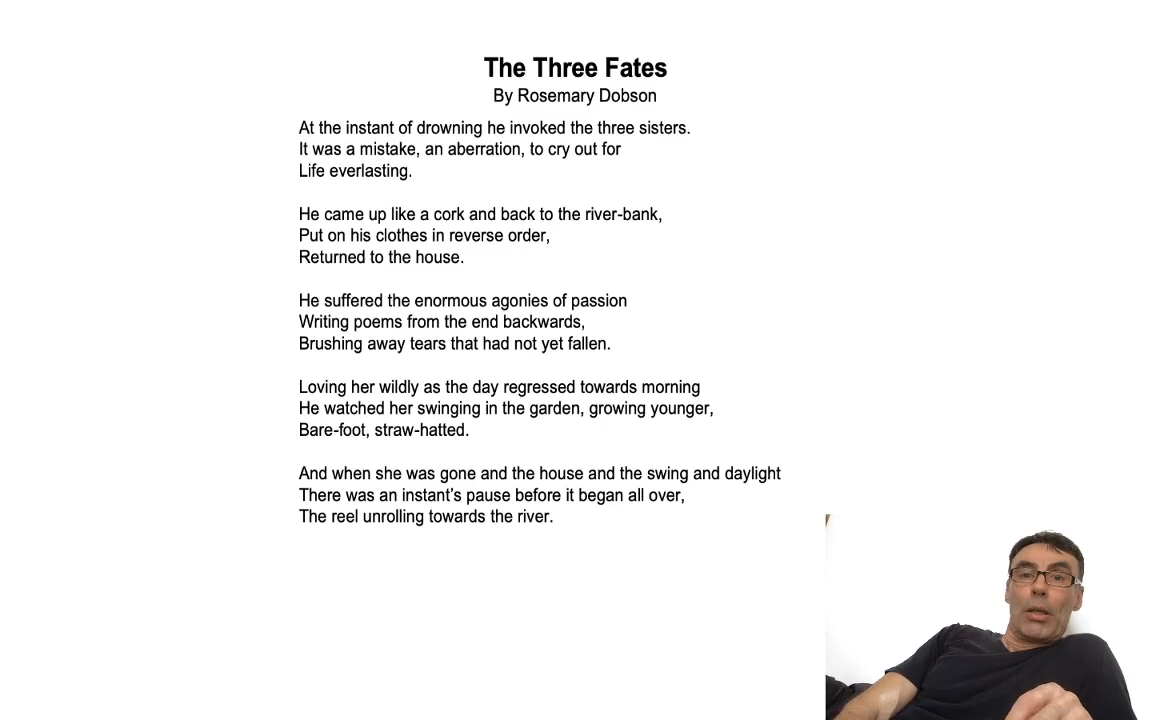 The Three Fates
By Rosemary Dobson
At the instant of drowning he invoked the three sisters.
It was a mistake, an aberration, to cry out for
Life everlasting.
He came up like a cork and back to the river-bank,
Put on his clothes in reverse order,
Returned to the house.
He suffered the enormous agonies of passion
Writing poems from the end backwards,
Brushing away tears that had not yet fallen.
Loving her wildly as the day regressed towards morning
He watched her swinging in the garden, growing younger,
Bare-foot, straw-hatted.
And when she was gone and the house and the swing and daylight
There was an instant's pause before it began all over,
The reel unrolling towards the river.